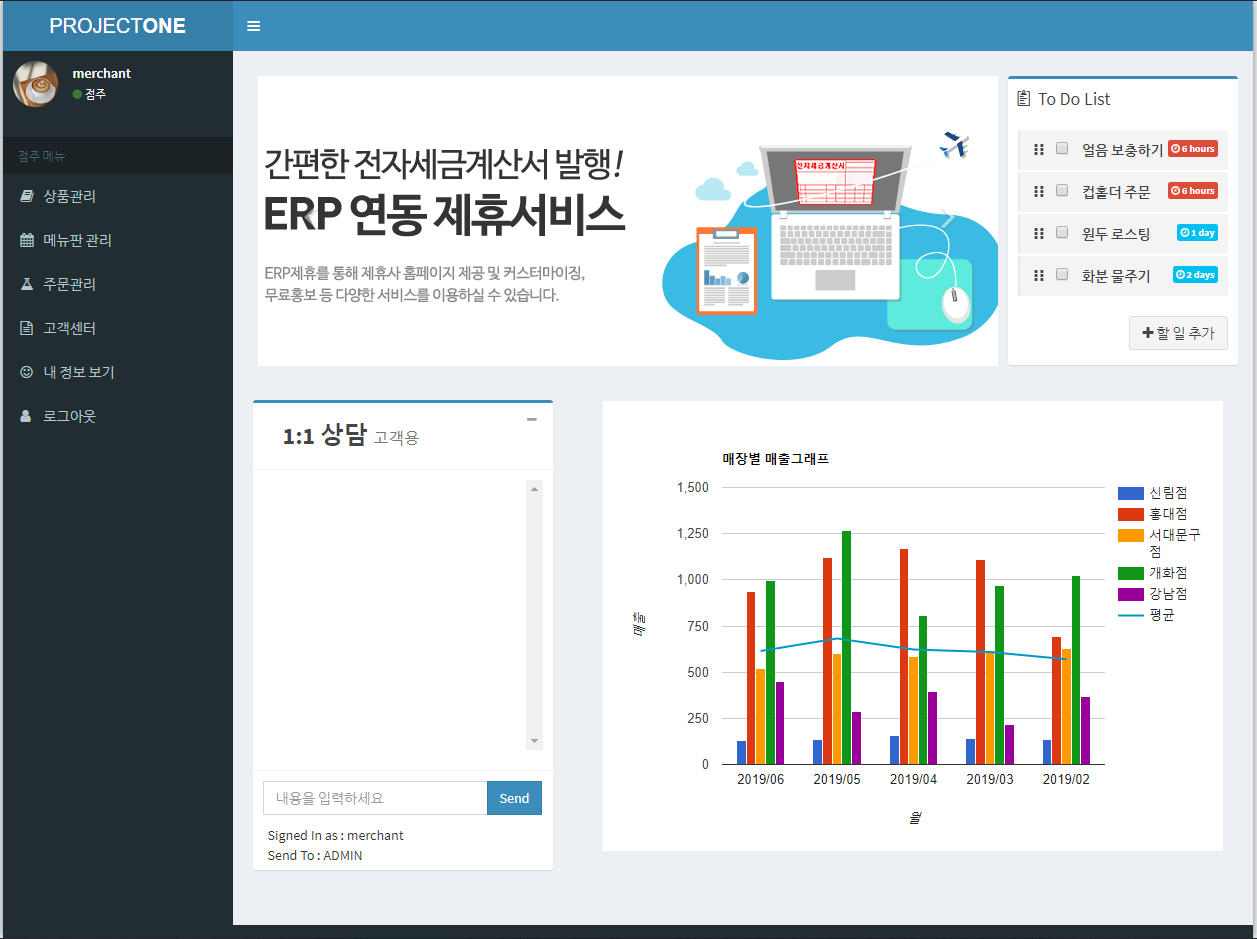 PROJECTONE
merchant
점주
점주 메뉴
상품관리
메뉴판 관리
주문관리
고객센터
내 정보 보기
로그아웃
간편한 전자세금계산서 발행!
ERP 연동 제휴서비스
ERP제휴를 통해 제휴사 홈페이지 제공 및 커스터마이징,
무료홍보 등 다양한 서비스를 이용하실 수 있습니다.
전자세금계산서
To Do List
얼음 보충하기 6 hours
컵홀더 주문 6 hours
원두 로스팅 1 day
화분 물주기 2 days
할 일 추가
1:1 상담 고객용
내용을 입력하세요
Send
Signed In as : merchant
Send To : ADMIN
매장별 매출그래프
매출
1,500
1,250
1,000
750
500
250
0
2019/06 2019/05 2019/04 2019/03 2019/02
월
신림점
홍대점
서대문구
점
개화점
강남점
평균